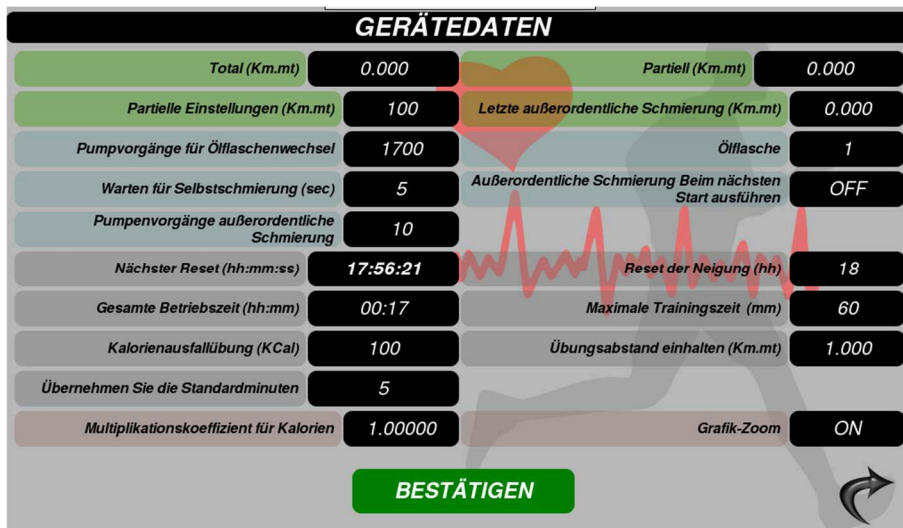 GERÄTEDATEN
Total (Km.mt) 0.000 Partiell (Km.mt) 0.000
Partielle Einstellungen (Km.mt) 100 Letzte außerordentliche Schmierung (Km.mt) 0.000
Pumpvorgänge für Ölflaschenwechsel 1700 Ölflasche 1
Warten für Selbstschmierung (sec) 5 Außerordentliche Schmierung Beim nächsten
Start ausführen OFF
Pumpenvorgänge außerordentliche
Schmierung 10
Nächster Reset (hh:mm:ss) 17:56:21 Reset der Neigung (hh) 18
Gesamte Betriebszeit (hh:mm) 00:17 Maximale Trainingszeit (mm) 60
Kalorienausfallübung (KCal) 100 Übungsabstand einhalten (Km.mt) 1.000
Übernehmen Sie die Standardminuten 5
Multiplikationskoeffizient für Kalorien 1.00000 Grafik-Zoom ON
BESTÄTIGEN